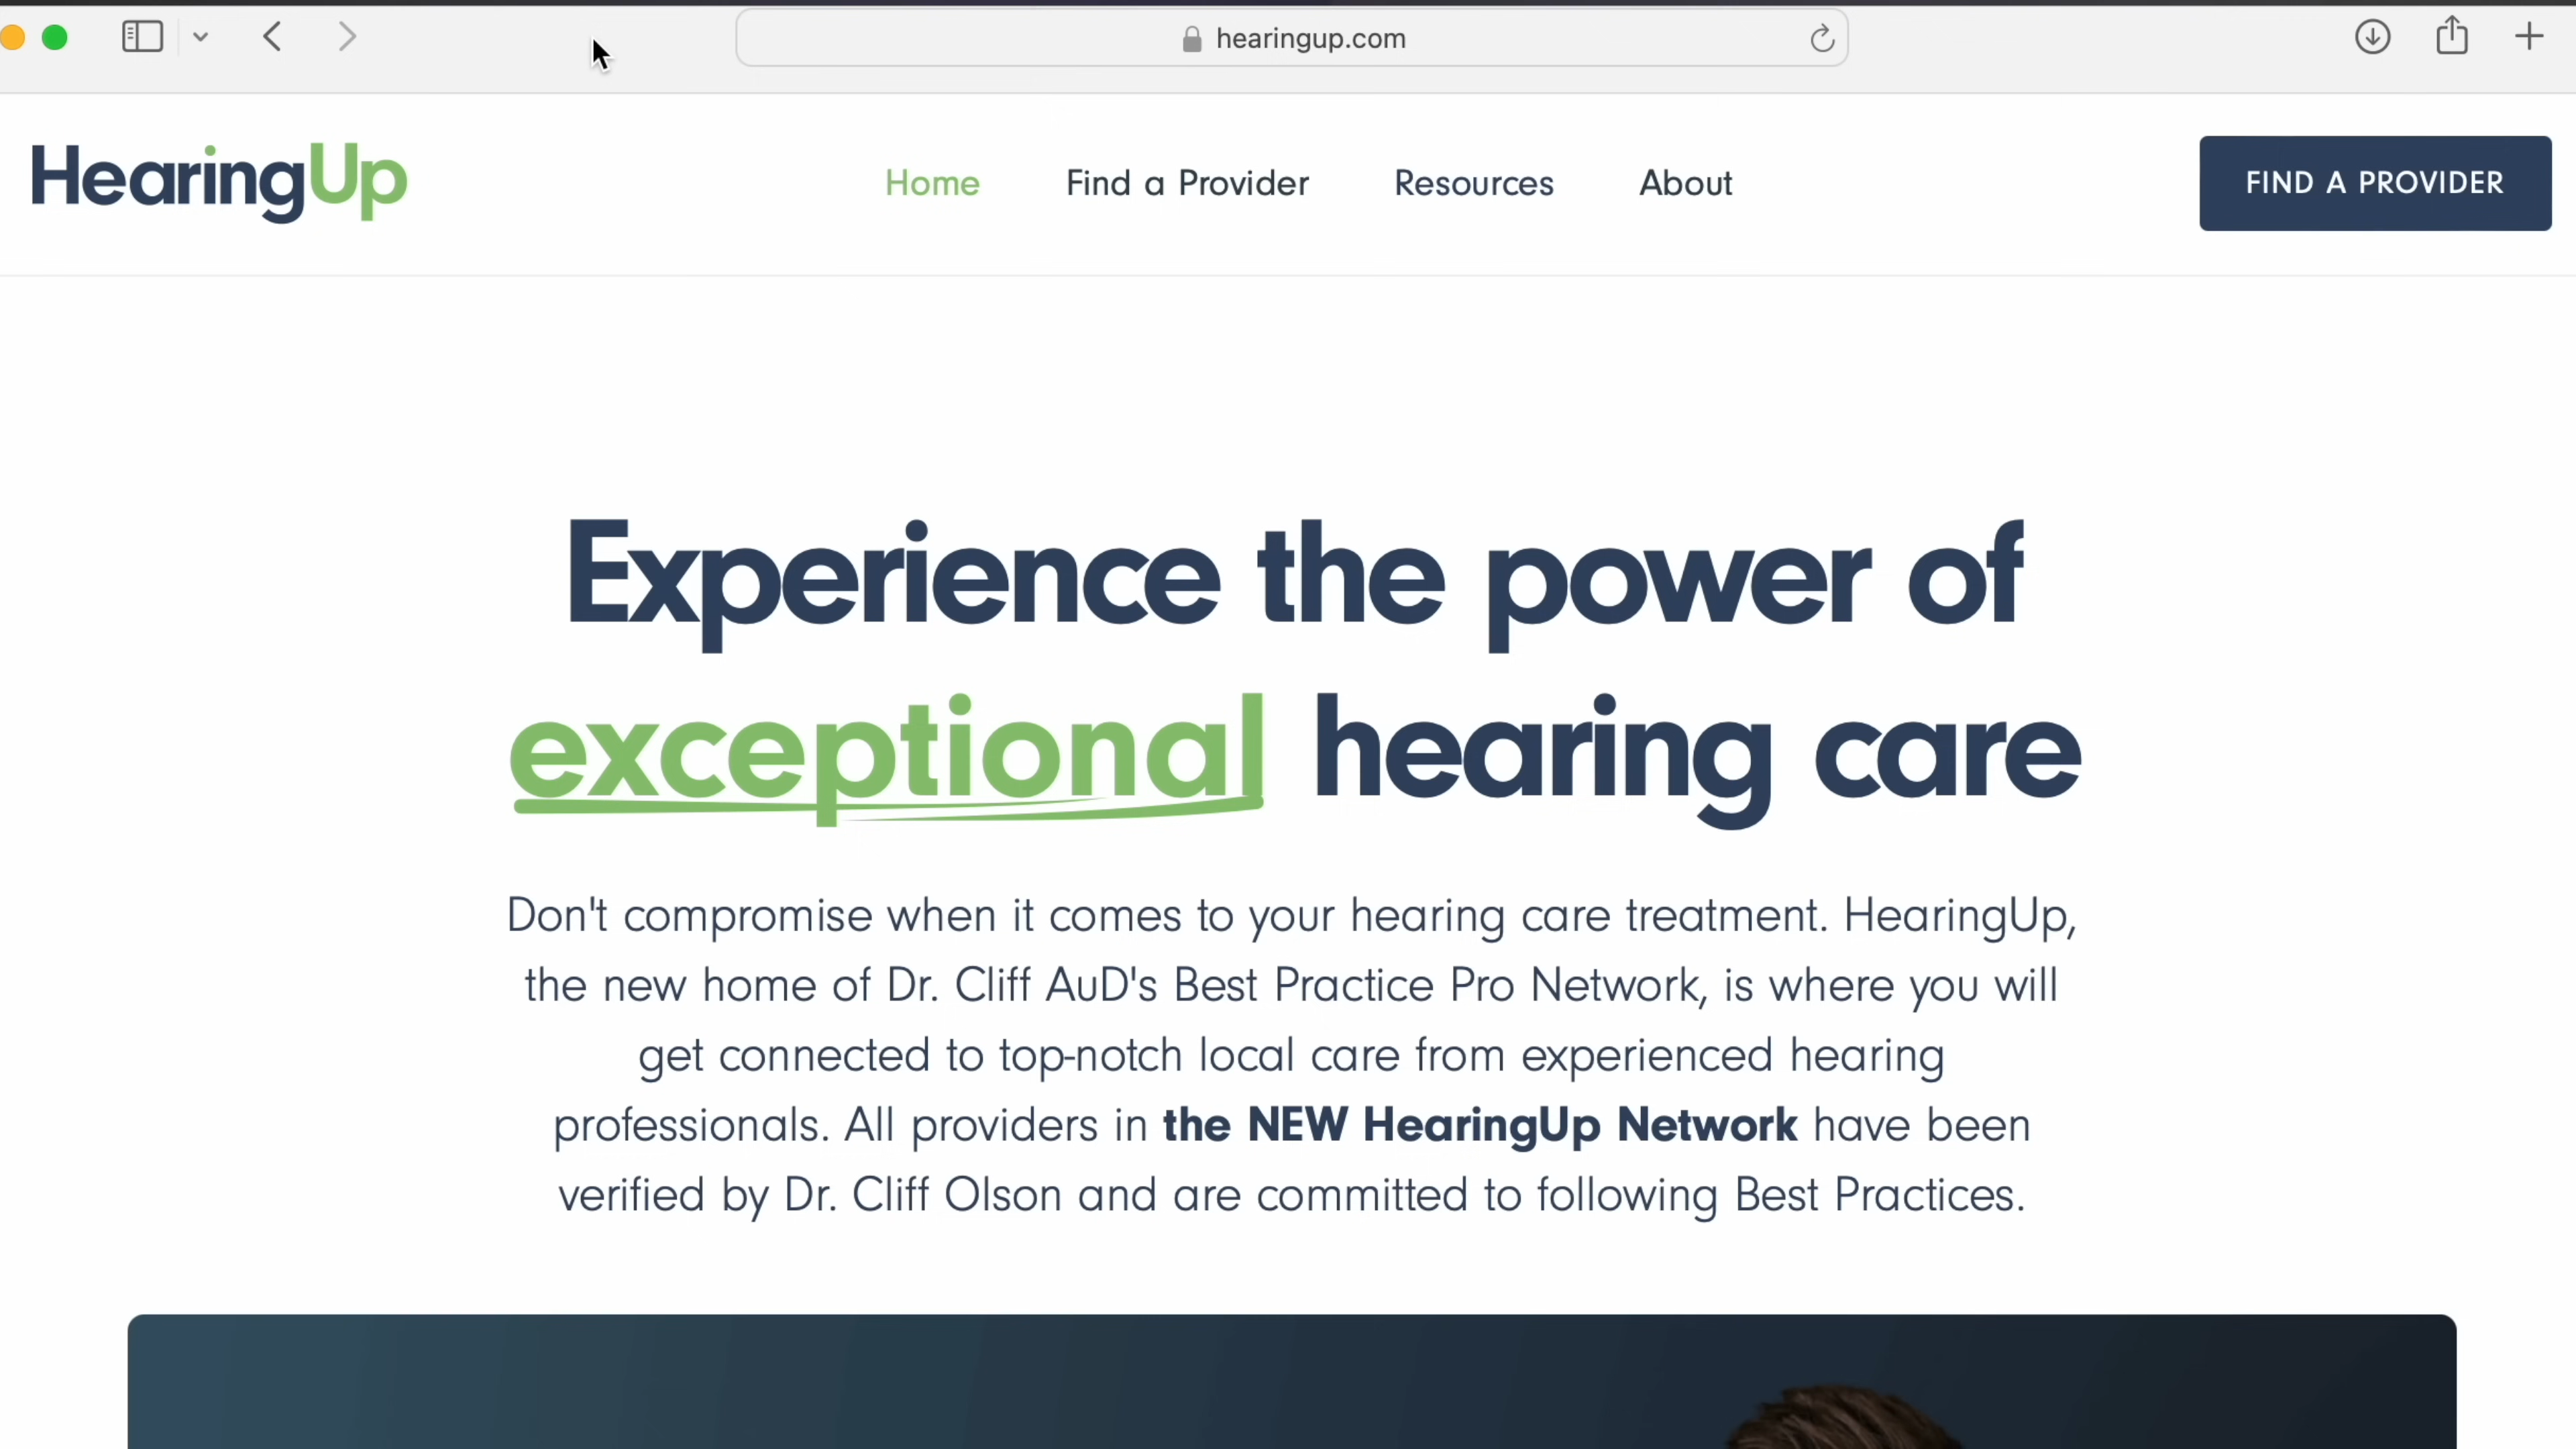 hearingup.com
HearingUp
Home
Find a Provider
Resources
About
FIND A PROVIDER
Experience the power of
exceptional hearing care
Don't compromise when it comes to your hearing care treatment. HearingUp,
the new home of Dr. Cliff AuD's Best Practice Pro Network, is where you will
get connected to top-notch local care from experienced hearing
professionals. All providers in the NEW HearingUp Network have been
verified by Dr. Cliff Olson and are committed to following Best Practices.